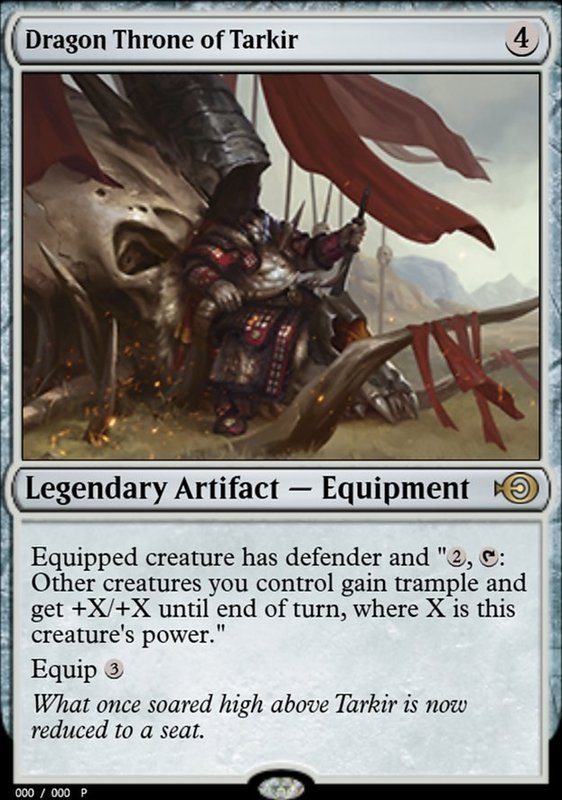 Dragon Throne of Tarkir 4
Legendary Artifact — Equipment
Equipped creature has defender and "2, T:
Other creatures you control gain trample and
get +X/+X until end of turn, where X is this
creature's power."
Equip 3
What once soared high above Tarkir is now
reduced to a seat.
000 / 000 P